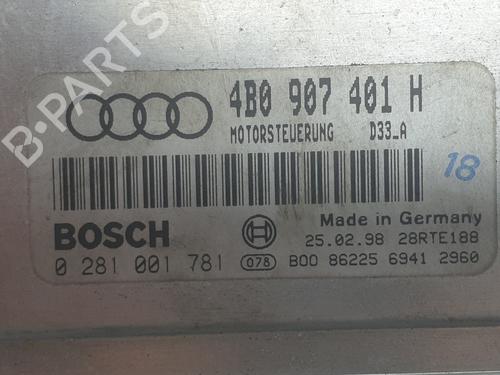 B-PARTS
4B0 907 401 H
MOTORSTEUERUNG D33_A
18
BOSCH
Made in Germany
25.02.98 28RTE188
0 281 001 781 078 B00 86225 6941 2960